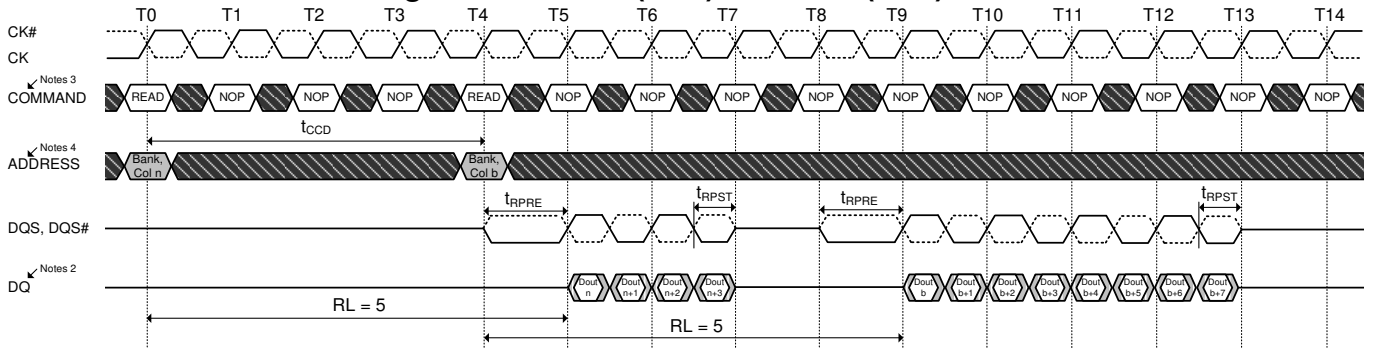 T0 T1 T2 T3 T4 T5 T6 T7 T8 T9 T10 T11 T12 T13 T14
CK#
CK
Notes 3
COMMAND READ NOP NOP NOP READ NOP NOP NOP NOP NOP NOP NOP NOP NOP NOP
tCCD
Notes 4
ADDRESS
Bank, Col n
Bank, Col b
tRPRE tRPST tRPRE tRPST
DQS, DQS#
Notes 2
DQ
Dout n
Dout n+1
Dout n+2
Dout n+3
Dout b
Dout b+1
Dout b+2
Dout b+3
Dout b+4
Dout b+5
Dout b+6
Dout b+7
RL = 5
RL = 5